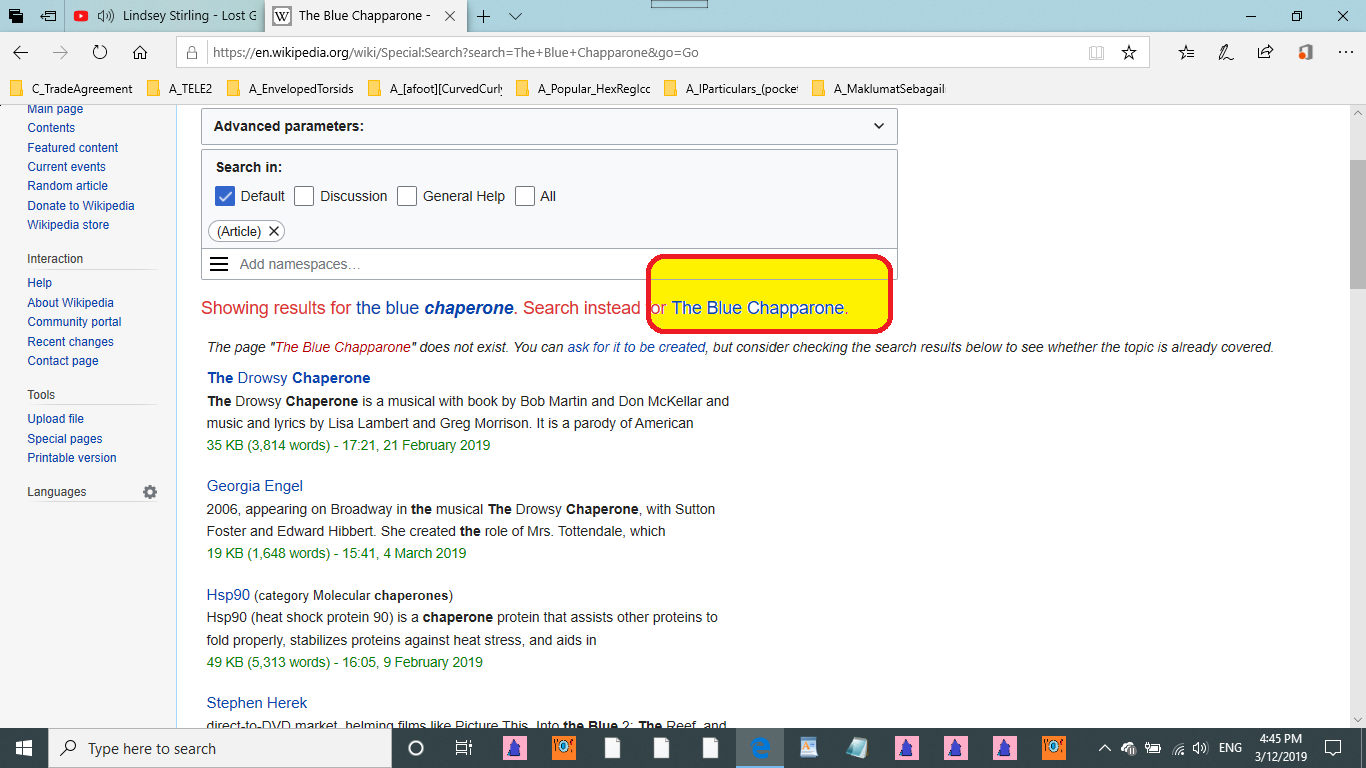 Lindsey Stirling - Lost G
The Blue Chapparone -
https://en.wikipedia.org/wiki/Special:Search?search=The+Blue+Chapparone&go=Go
C_TradeAgreement A_TELE2 A_EnvelopedTorsids A_[afoot][CurvedCurly A_Popular_HexRegIcc A_IParticulars_(pocket A_MaklumatSebagail
Main page
Contents
Featured content
Current events
Random article
Donate to Wikipedia
Wikipedia store
Interaction
Help
About Wikipedia
Community portal
Recent changes
Contact page
Tools
Upload file
Special pages
Printable version
Languages
Advanced parameters:
Search in:
Default Discussion General Help All
(Article)
Add namespaces…
Showing results for the blue chaperone. Search instead or The Blue Chapparone.
The page "The Blue Chapparone" does not exist. You can ask for it to be created, but consider checking the search results below to see whether the topic is already covered.
The Drowsy Chaperone
The Drowsy Chaperone is a musical with book by Bob Martin and Don McKellar and
music and lyrics by Lisa Lambert and Greg Morrison. It is a parody of American
35 KB (3,814 words) - 17:21, 21 February 2019
Georgia Engel
2006, appearing on Broadway in the musical The Drowsy Chaperone, with Sutton
Foster and Edward Hibbert. She created the role of Mrs. Tottendale, which
19 KB (1,648 words) - 15:41, 4 March 2019
Hsp90 (category Molecular chaperones)
Hsp90 (heat shock protein 90) is a chaperone protein that assists other proteins to
fold properly, stabilizes proteins against heat stress, and aids in
49 KB (5,313 words) - 16:05, 9 February 2019
Stephen Herek
direct-to-DVD market, helming films like Picture This, Into the Blue 2: The Reef, and
Type here to search
ENG
4:45 PM
3/12/2019